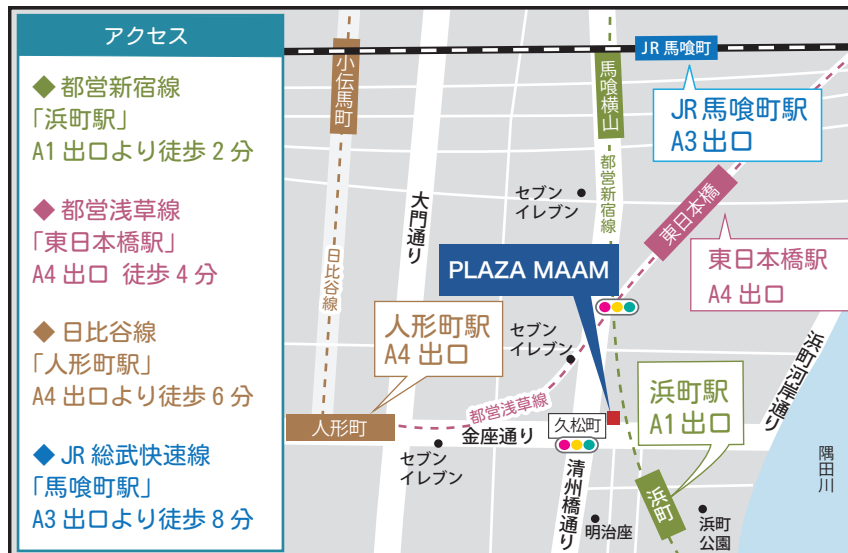 アクセス
◆ 都営新宿線
「浜町駅」
A1 出口より徒歩 2 分
◆ 都営浅草線
「東日本橋駅」
A4 出口 徒歩 4 分
◆ 日比谷線
「人形町駅」
A4 出口より徒歩 6 分
◆ JR 総武快速線
「馬喰町駅」
A3 出口より徒歩 8 分
小伝馬町
馬喰横山
JR 馬喰町
JR 馬喰町駅
A3 出口
都営新宿線
セブン
イレブン
大門通り
東日本橋
東日本橋駅
A4 出口
日比谷線
PLAZA MAAM
人形町駅
A4 出口
セブン
イレブン
浜町河岸通り
浜町駅
A1 出口
都営浅草線
人形町
金座通り
久松町
セブン
イレブン
清州橋通り
隅田川
浜町
明治座
浜町
公園